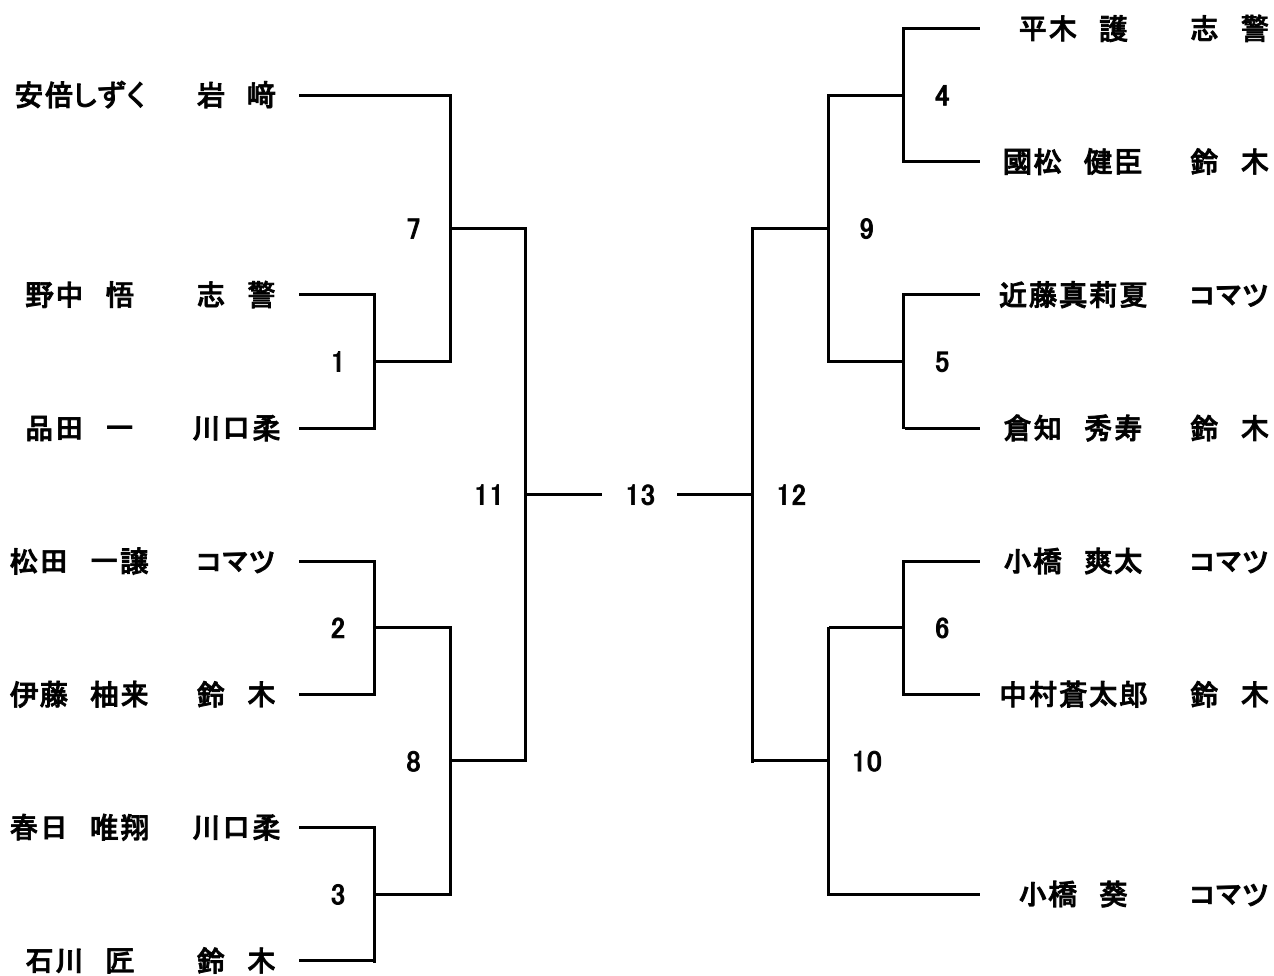 安倍しずく 岩 﨑
7
野中 悟 志 警
1
品田 一 川口柔
11
松田 一譲 コマツ
2
伊藤 柚来 鈴 木
8
春日 唯翔 川口柔
3
石川 匠 鈴 木
13
平木 護 志 警
4
國松 健臣 鈴 木
9
近藤真莉夏 コマツ
5
倉知 秀寿 鈴 木
12
小橋 爽太 コマツ
6
中村蒼太郎 鈴 木
10
小橋 葵 コマツ